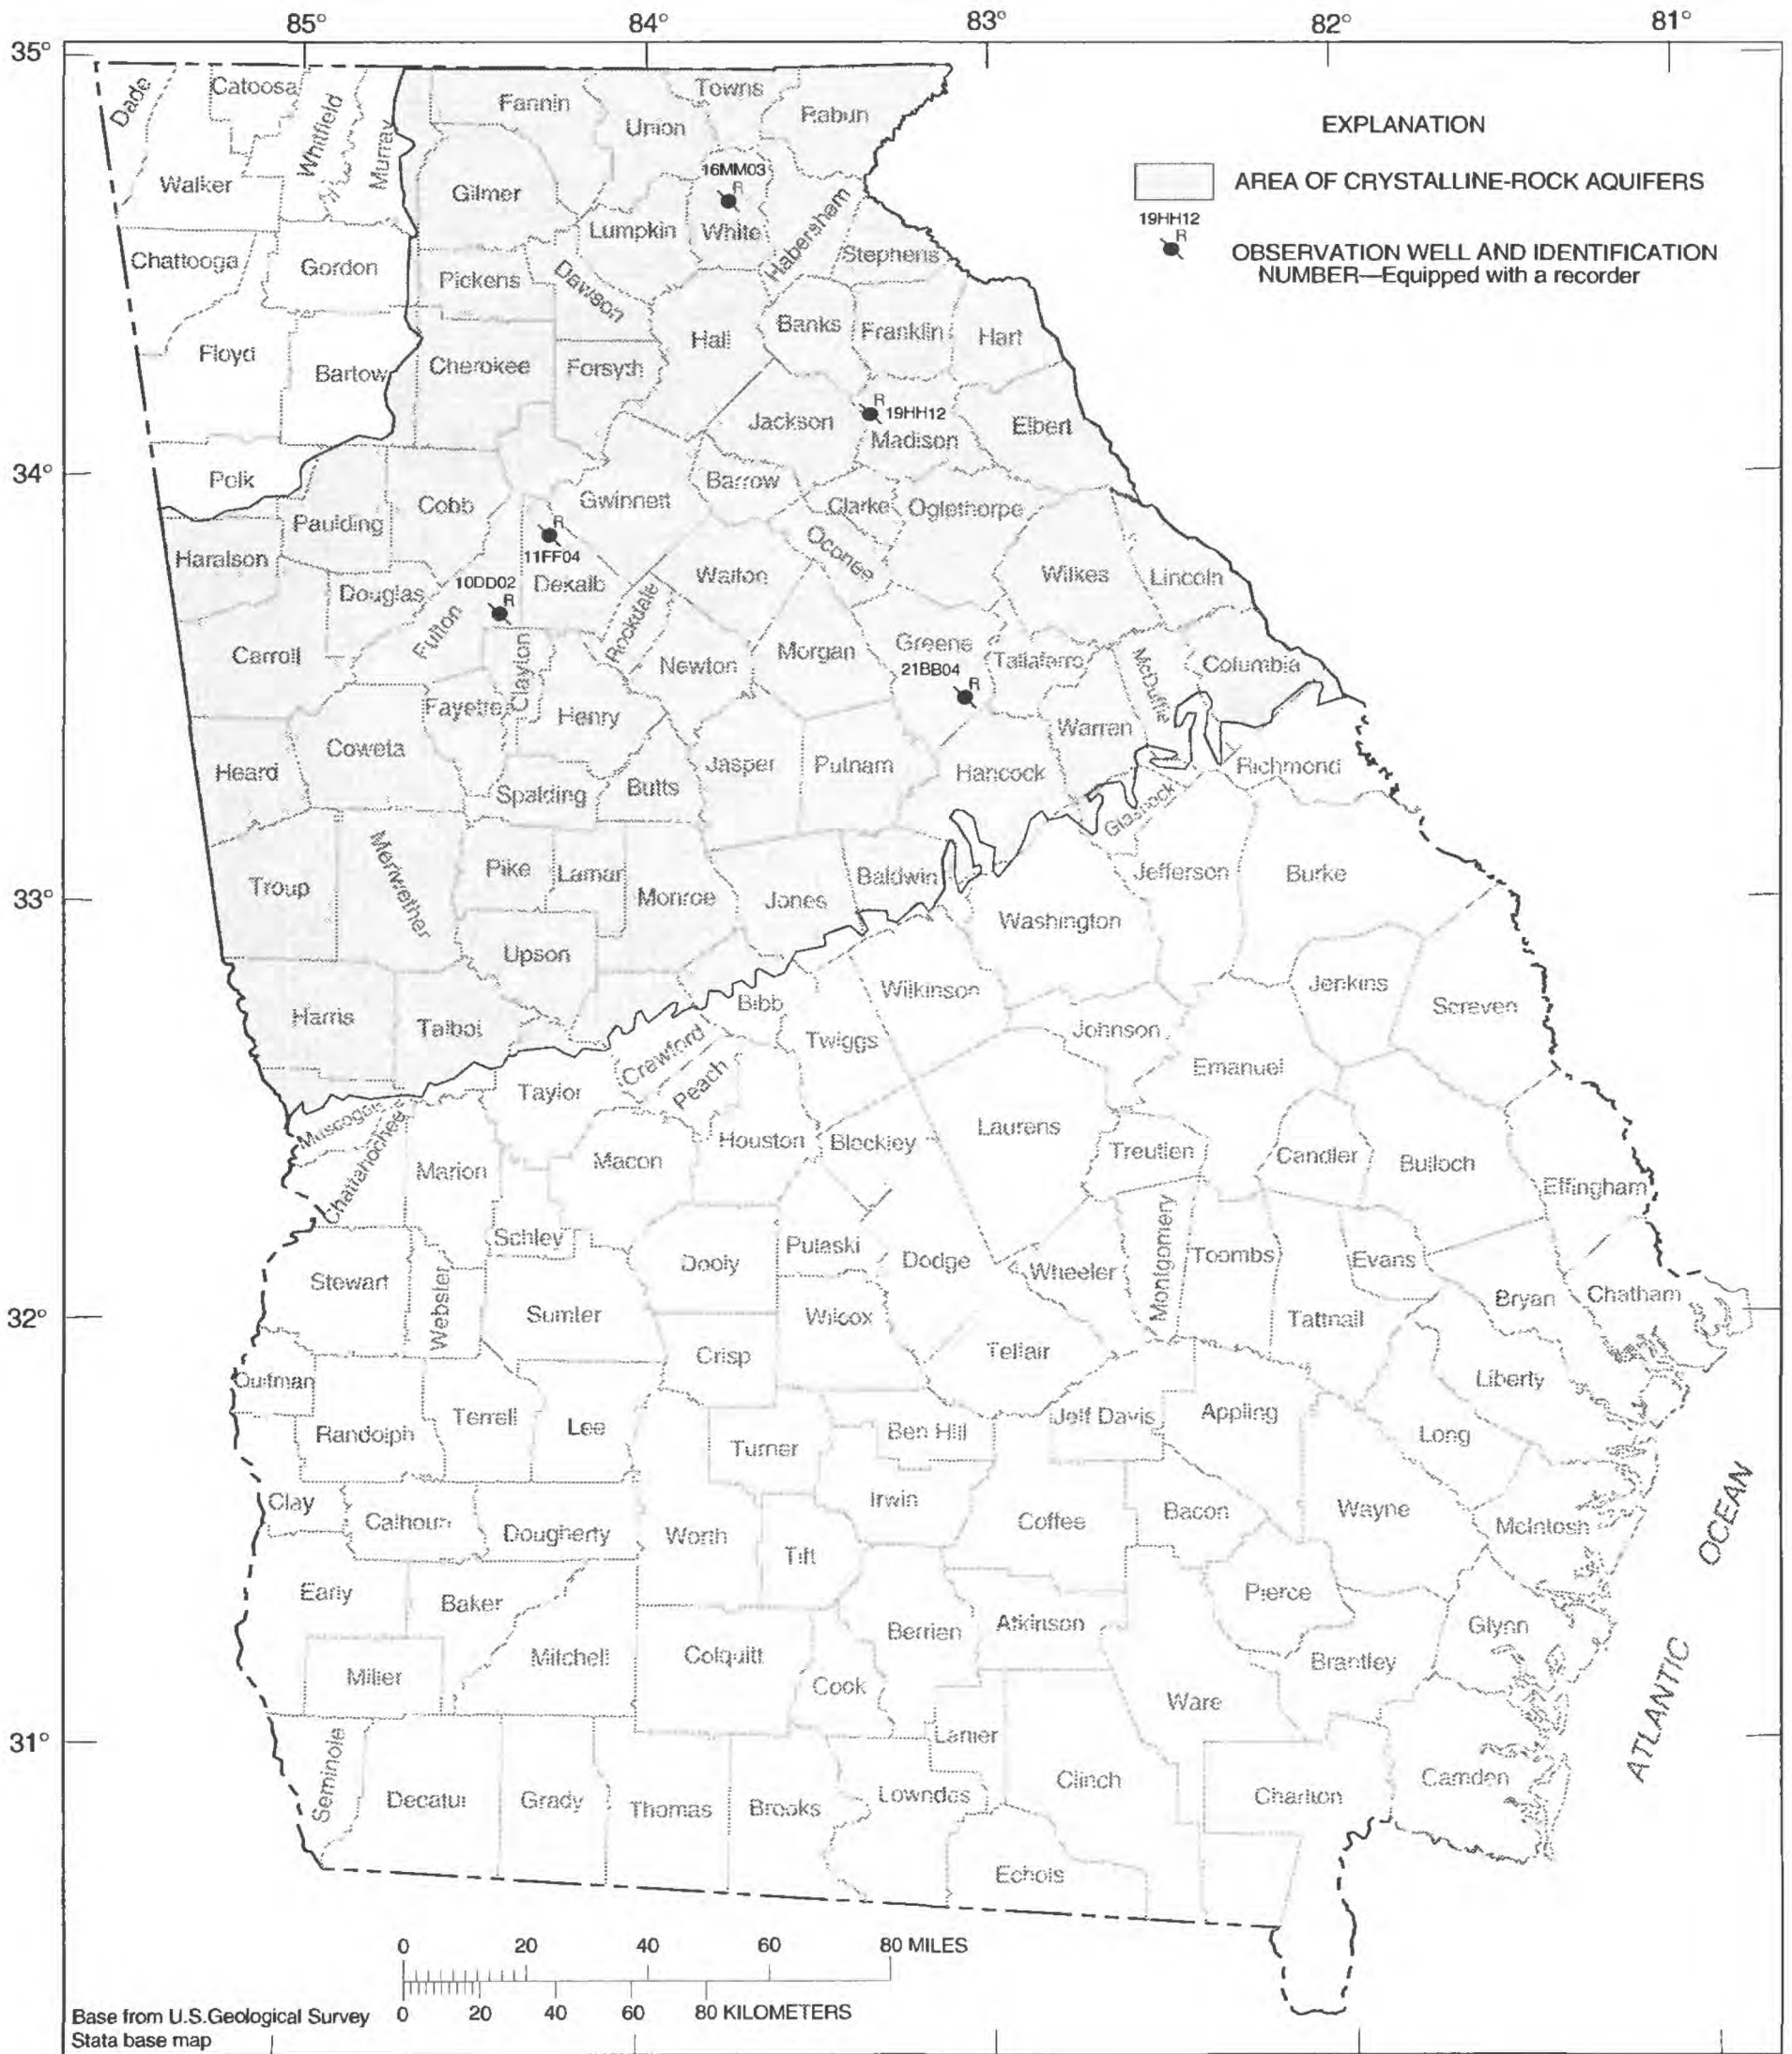 85° 84° 83° 82° 81°
35°
34°
33°
32°
31°
EXPLANATION
AREA OF CRYSTALLINE-ROCK AQUIFERS
19HH12
R
OBSERVATION WELL AND IDENTIFICATION
NUMBER—Equipped with a recorder
Dade
Catoosa
Whitfield
Murray
Fannin
Union
Towns
Rabun
Walker
Gilmer
16MM03
R
Lumpkin
White
Habersham
Stephens
Chattooga
Gordon
Pickens
Dawson
Hall
Banks
Franklin
Hart
Floyd
Bartow
Cherokee
Forsyth
Jackson
R
19HH12
Madison
Elbert
Polk
Paulding
Cobb
Gwinnett
Barrow
Clarke
Oglethorpe
Oconee
Haralson
Douglas
R
11FF04
Dekalb
10DD02
R
Fulton
Rockdale
Walton
Wilkes
Lincoln
Carroll
Clayton
Newton
Morgan
Greene
21BB04
R
Taliaferro
McDuffie
Columbia
Fayette
Henry
Warren
Heard
Coweta
Spalding
Butts
Jasper
Putnam
Hancock
Richmond
Glascock
Troup
Meriwether
Pike
Lamar
Monroe
Jones
Baldwin
Washington
Jefferson
Burke
Upson
Harris
Talbot
Bibb
Wilkinson
Jenkins
Screven
Crawford
Peach
Twiggs
Johnson
Emanuel
Taylor
Muscogee
Chattahoochee
Marion
Macon
Houston
Bleckley
Laurens
Treutlen
Candler
Bulloch
Effingham
Schley
Dooly
Pulaski
Dodge
Wheeler
Montgomery
Toombs
Evans
Stewart
Webster
Sumter
Wilcox
Tattnall
Bryan
Chatham
Crisp
Telfair
Liberty
Quitman
Randolph
Terrell
Lee
Turner
Ben Hill
Jeff Davis
Appling
Long
Clay
Calhoun
Dougherty
Worth
Tift
Irwin
Coffee
Bacon
Wayne
McIntosh
Early
Baker
Mitchell
Colquitt
Berrien
Atkinson
Pierce
Glynn
Miller
Cook
Ware
Brantley
Lanier
Seminole
Decatur
Grady
Thomas
Brooks
Lowndes
Clinch
Charlton
Camden
Echols
ATLANTIC OCEAN
0 20 40 60 80 MILES
0 20 40 60 80 KILOMETERS
Base from U.S.Geological Survey
Stata base map